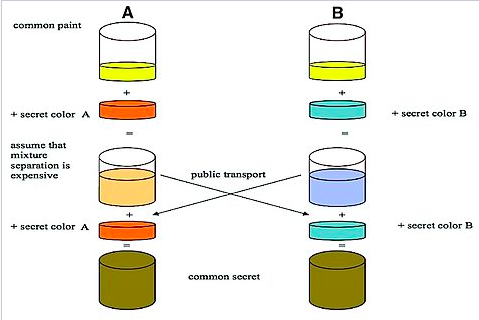 A
B
common paint
+
+
+ secret color A
+ secret color B
=
=
assume that
mixture
separation is
expensive
public transport
+
+
+ secret color A
+ secret color B
=
=
common secret